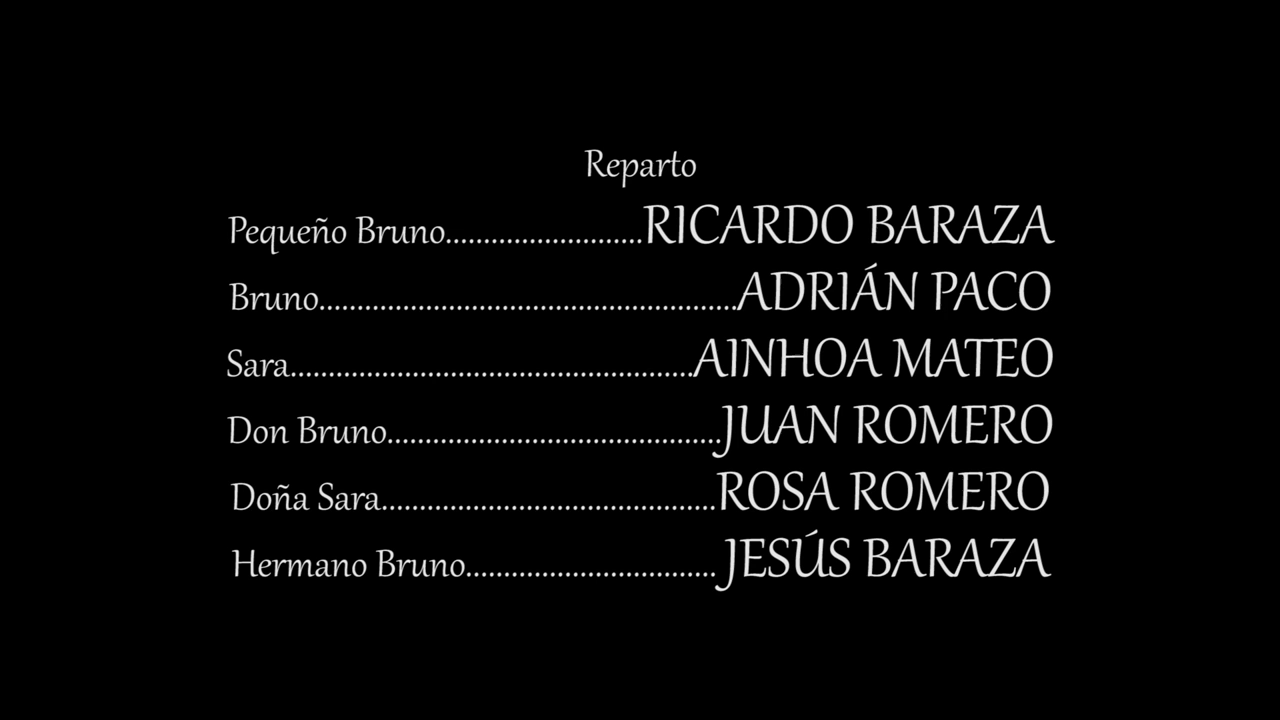 Reparto
Pequeño Bruno..........................RICARDO BARAZA
Bruno.......................................................ADRIÁN PACO
Sara.....................................................AINHOA MATEO
Don Bruno............................................JUAN ROMERO
Doña Sara............................................ROSA ROMERO
Hermano Bruno.................................JESÚS BARAZA